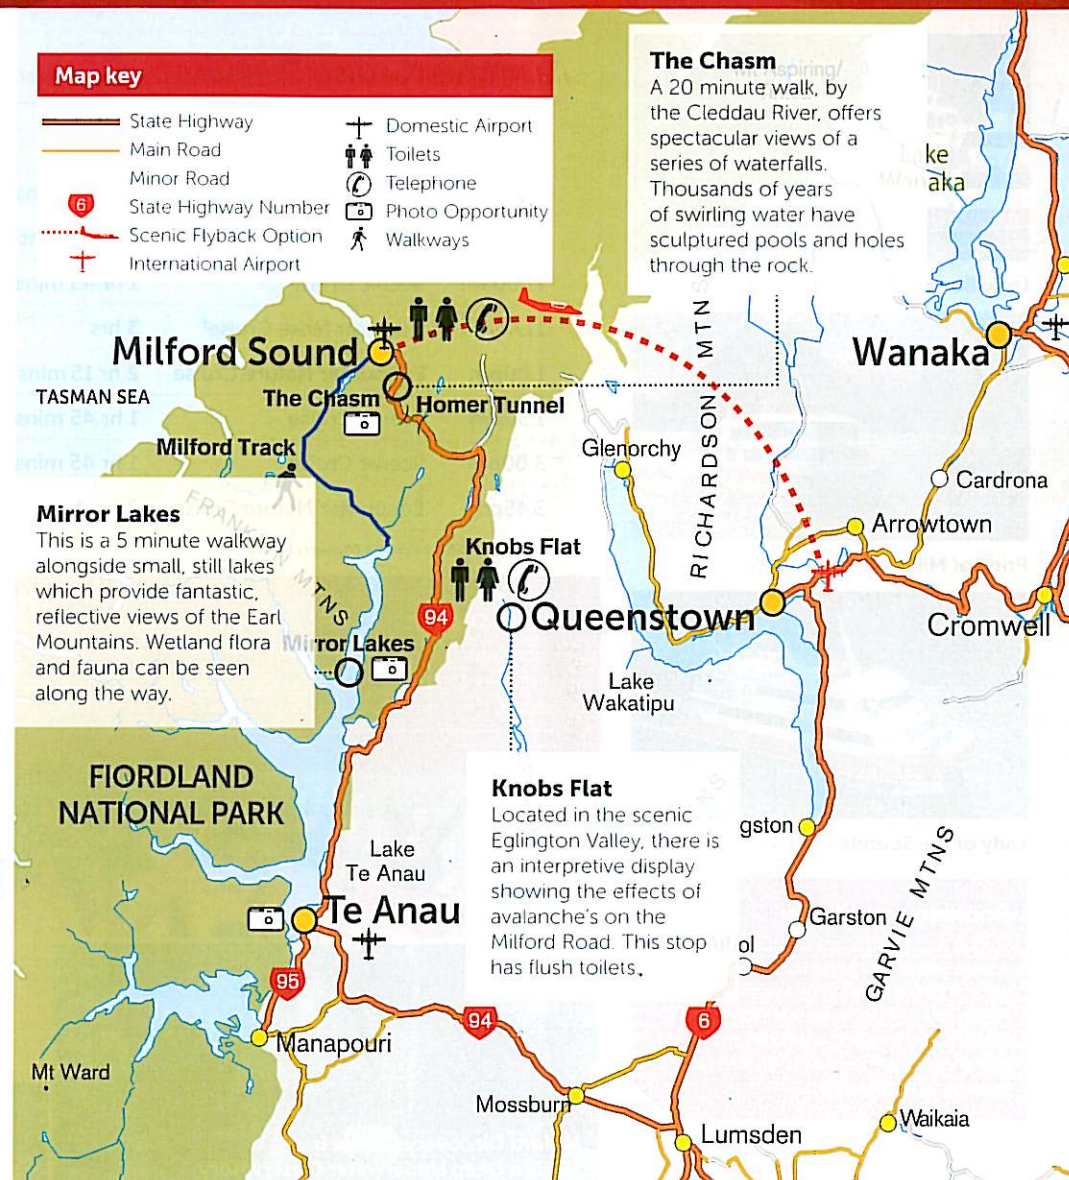 Map key
State Highway
Main Road
Minor Road
6
State Highway Number
Scenic Flyback Option
International Airport
Domestic Airport
Toilets
Telephone
Photo Opportunity
Walkways
The Chasm
A 20 minute walk, by
the Cleddau River, offers
spectacular views of a
series of waterfalls.
Thousands of years
of swirling water have
sculptured pools and holes
through the rock.
ke
aka
Milford Sound
TASMAN SEA
The Chasm
Homer Tunnel
Milford Track
RICHARDSON MTNS
Wanaka
Glenorchy
Cardrona
Arrowtown
FRANKLIN MTNS
Mirror Lakes
This is a 5 minute walkway
alongside small, still lakes
which provide fantastic,
reflective views of the Earl
Mountains. Wetland flora
and fauna can be seen
along the way.
Knobs Flat
94
Queenstown
Cromwell
Mirror Lakes
Lake
Wakatipu
FIORDLAND
NATIONAL PARK
Knobs Flat
Located in the scenic
Eglington Valley, there is
an interpretive display
showing the effects of
avalanche's on the
Milford Road. This stop
has flush toilets.
gston
Lake
Te Anau
Te Anau
Garston
ol
GARVIE MTNS
95
94
6
Manapouri
Mt Ward
Mossburn
Lumsden
Waikaia